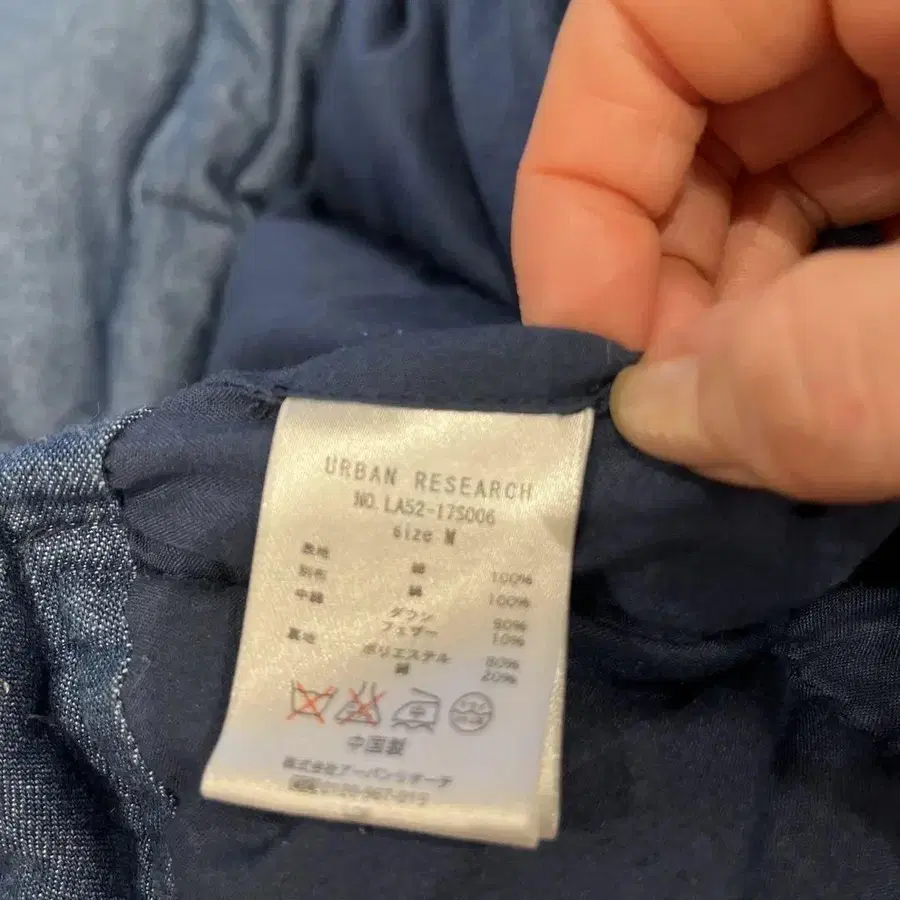 URBAN RESEARCH
NO. LA52-17S006
size M
表地 綿 100%
別布 綿 100%
中綿 ダウン 90%
フェザー 10%
裏地 ポリエステル 80%
綿 20%
中国製
株式会社アーバンリサーチ